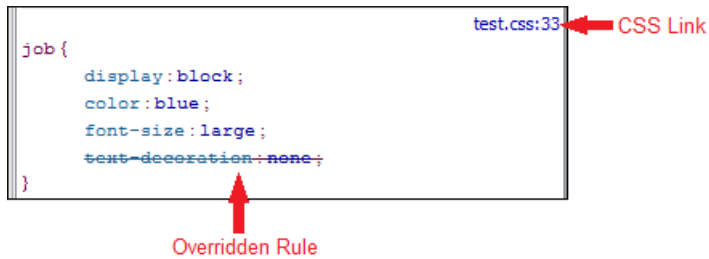 test.css:33 CSS Link
job{
display:block;
color:blue;
font-size:large;
text-decoration:none;
}
Overridden Rule